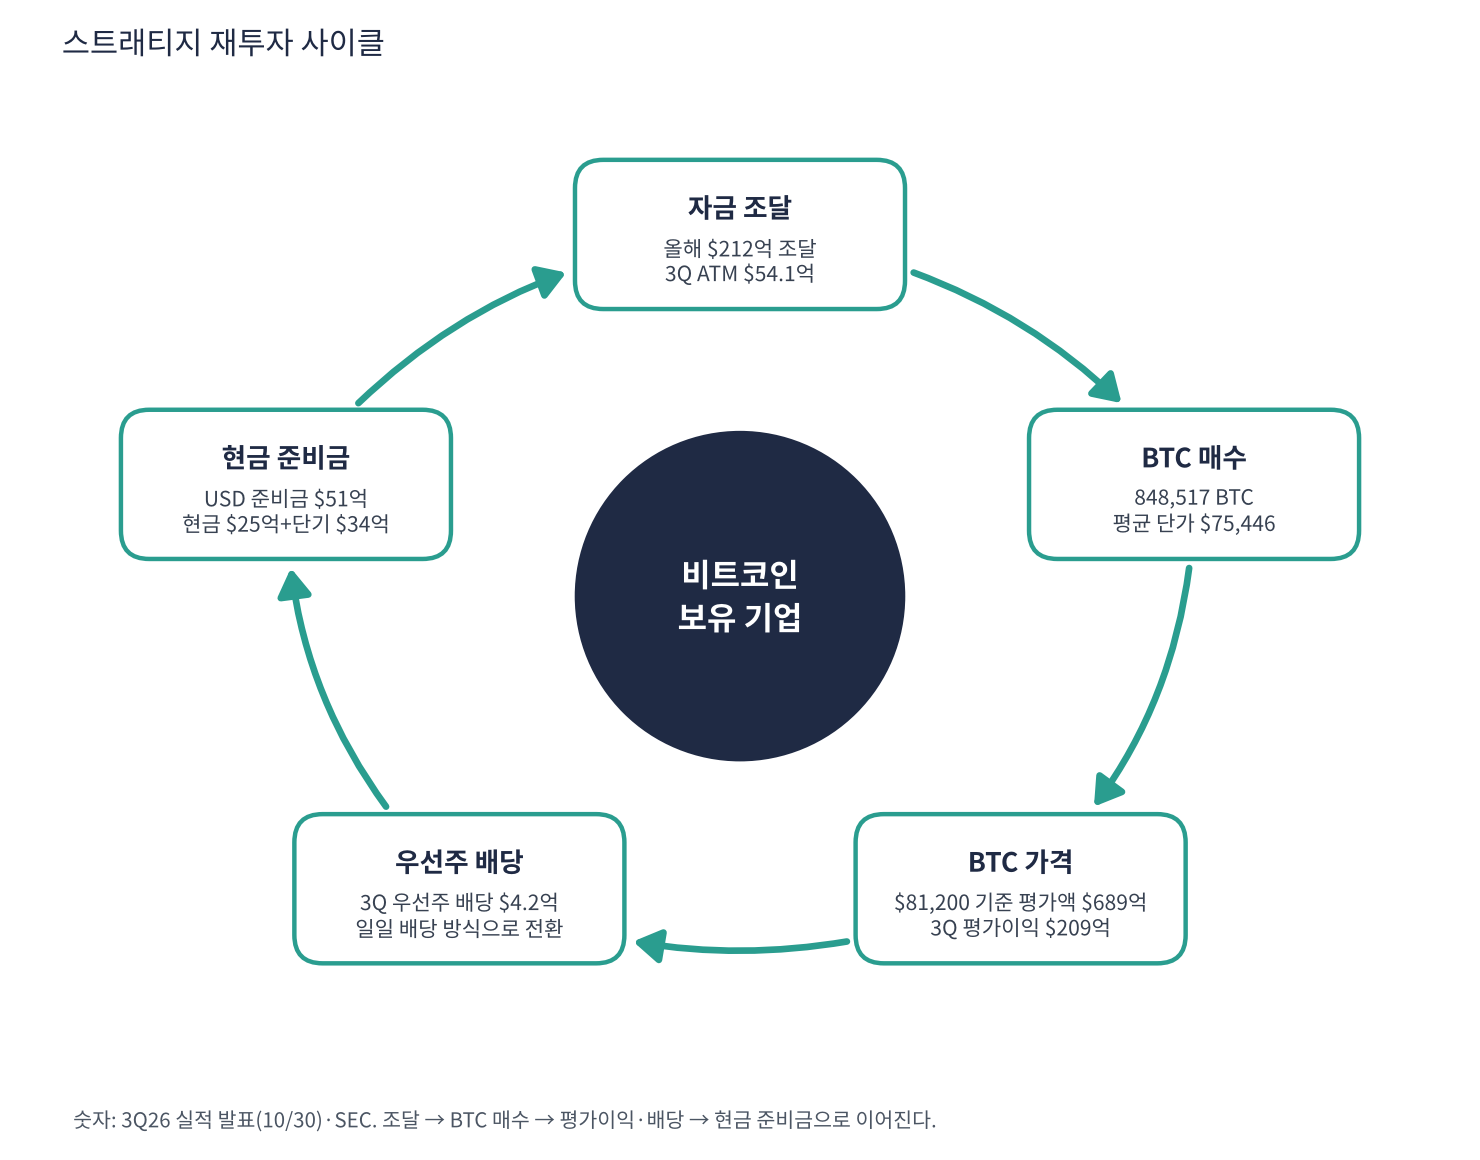 스트래티지 재투자 사이클
자금 조달
올해 $212억 조달
3Q ATM $54.1억
현금 준비금
USD 준비금 $51억
현금 $25억+단기 $34억
BTC 매수
848,517 BTC
평균 단가 $75,446
비트코인
보유 기업
우선주 배당
3Q 우선주 배당 $4.2억
일일 배당 방식으로 전환
BTC 가격
$81,200 기준 평가액 $689억
3Q 평가이익 $209억
숫자: 3Q26 실적 발표(10/30)·SEC. 조달 → BTC 매수 → 평가이익·배당 → 현금 준비금으로 이어진다.